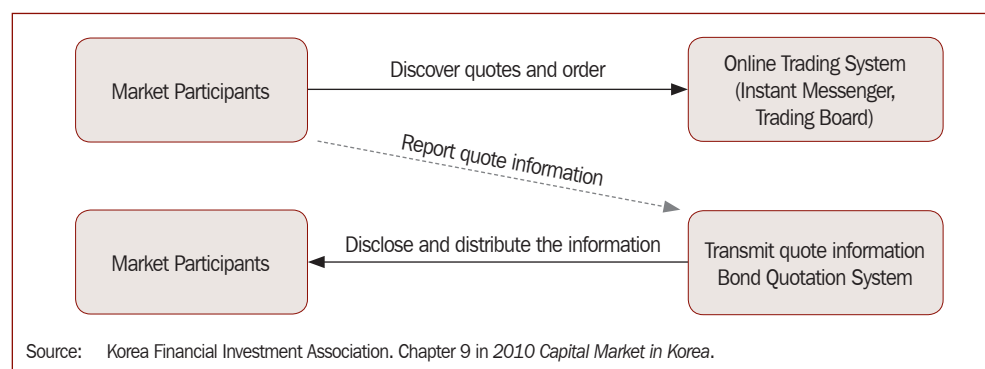 Market Participants
Discover quotes and order
Online Trading System
(Instant Messenger,
Trading Board)
Report quote information
Market Participants
Disclose and distribute the information
Transmit quote information
Bond Quotation System
Source: Korea Financial Investment Association. Chapter 9 in 2010 Capital Market in Korea.